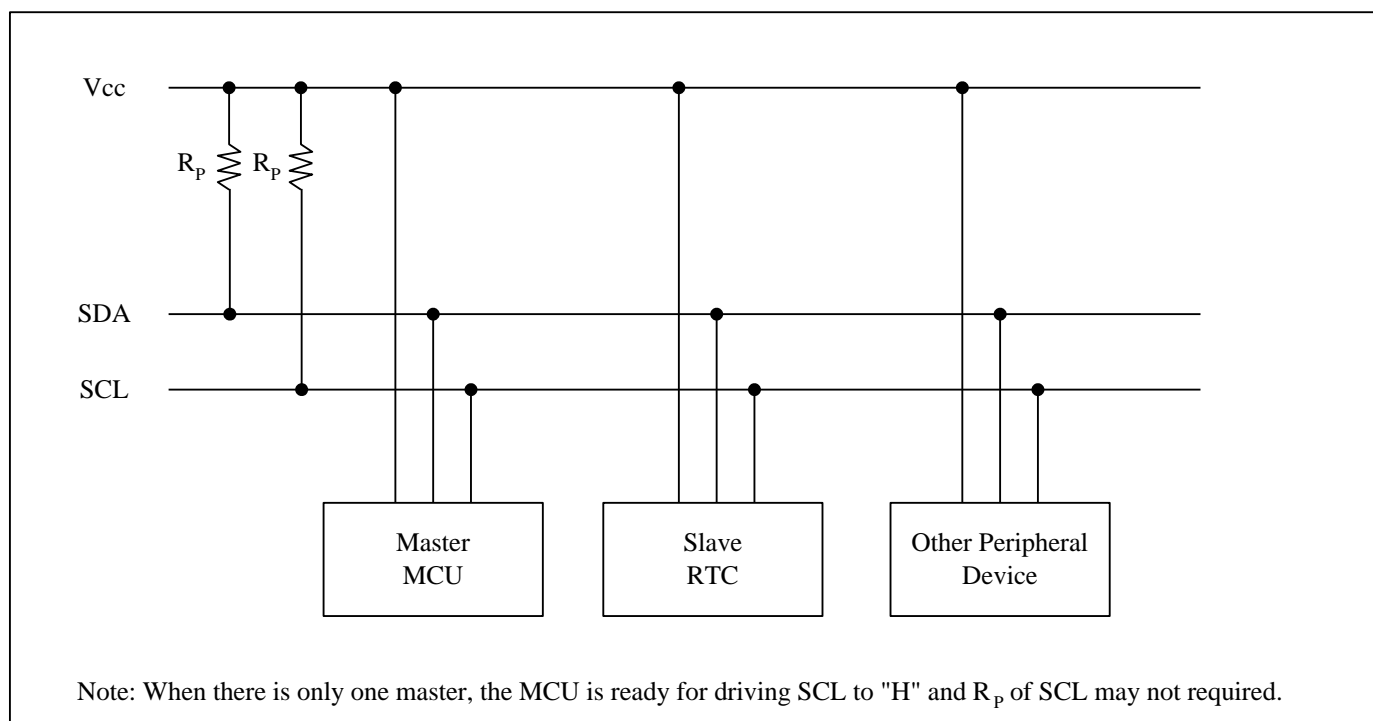 Vcc
R_P R_P
SDA
SCL
Master
MCU
Slave
RTC
Other Peripheral
Device
Note: When there is only one master, the MCU is ready for driving SCL to "H" and R_P of SCL may not required.